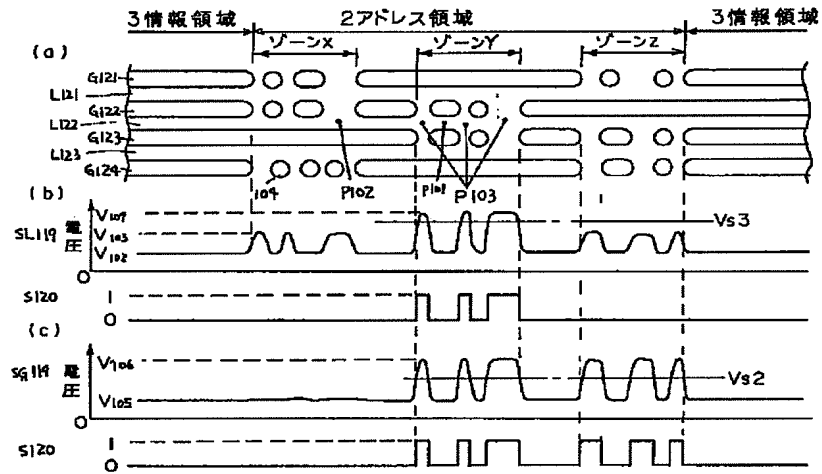 3情報領域 2アドレス領域 3情報領域
(a) ゾーンX ゾーンY ゾーンZ
G121
L121
G122
L122
G123
L123
G124
104 P102 P101 P103
(b)
SL119 電圧 V109 V103 V102 0 Vs3
S120 1 0
(c)
SG119 電圧 V106 V105 0 Vs2
S120 1 0